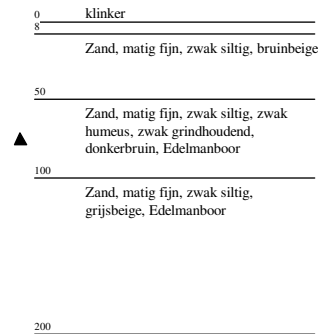 0 klinker
8
Zand, matig fijn, zwak siltig, bruinbeige
50
Zand, matig fijn, zwak siltig, zwak
humeus, zwak grindhoudend,
donkerbruin, Edelmanboor
100
Zand, matig fijn, zwak siltig,
grijsbeige, Edelmanboor
200